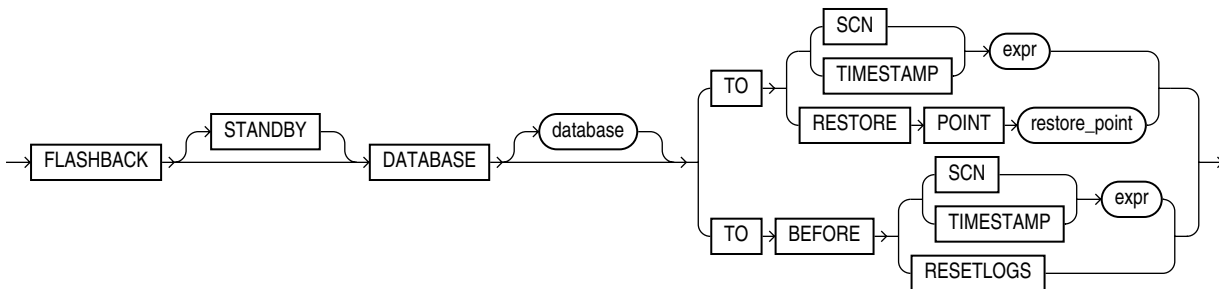 SCN
expr
TIMESTAMP
TO
RESTORE POINT restore_point
STANDBY
database
FLASHBACK DATABASE
SCN
expr
TIMESTAMP
TO BEFORE
RESETLOGS